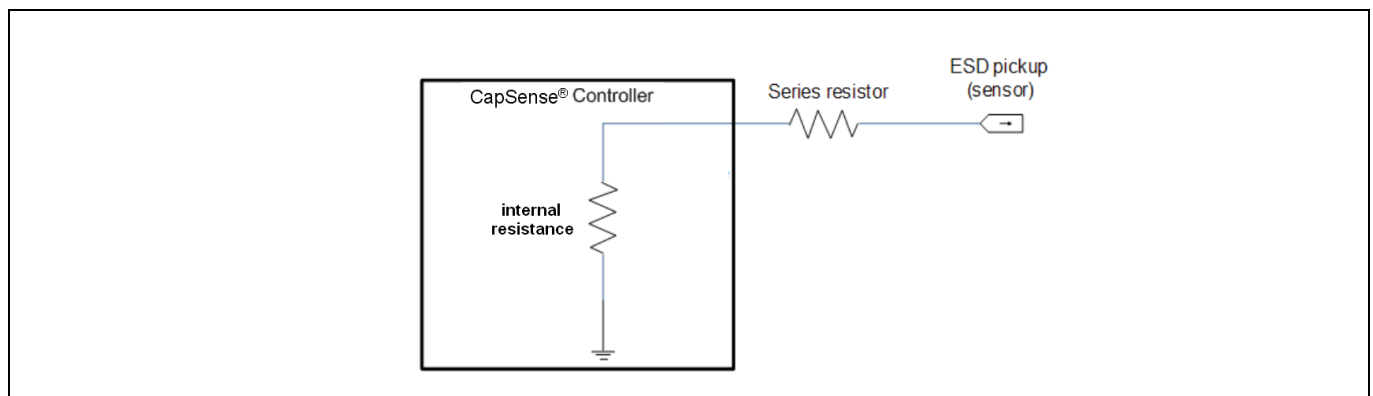 CapSense® Controller
Series resistor
ESD pickup
(sensor)
internal
resistance